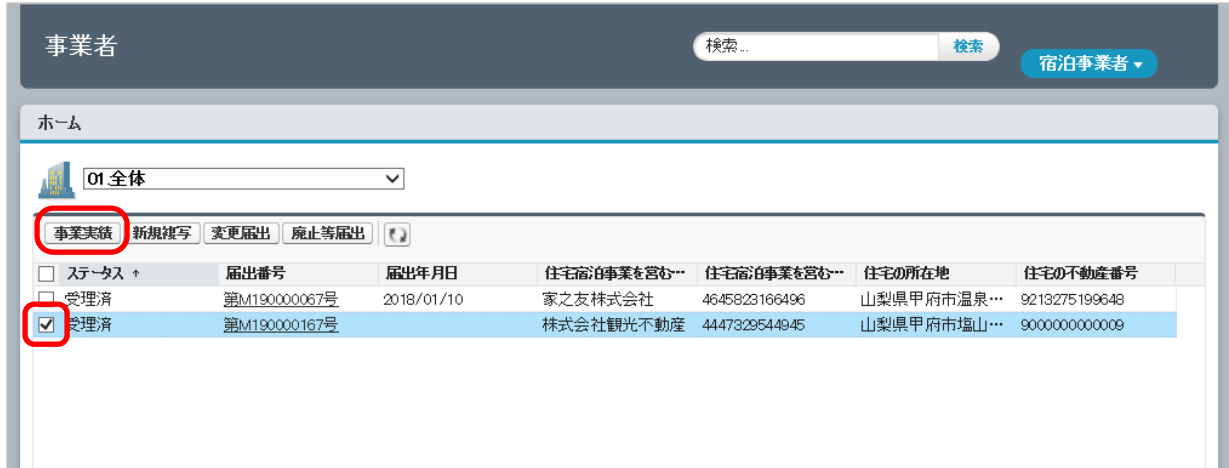 事業者
検索...
検索
宿泊事業者
ホーム
01.全体
事業実績 新規複写 変更届出 廃止等届出
ステータス ↑ 届出番号 届出年月日 住宅宿泊事業を営む… 住宅宿泊事業を営む… 住宅の所在地 住宅の不動産番号
受理済 第M190000067号 2018/01/10 家之友株式会社 4645823166496 山梨県甲府市温泉… 9213275199648
受理済 第M190000167号 株式会社観光不動産 4447329544945 山梨県甲府市塩山… 9000000000009